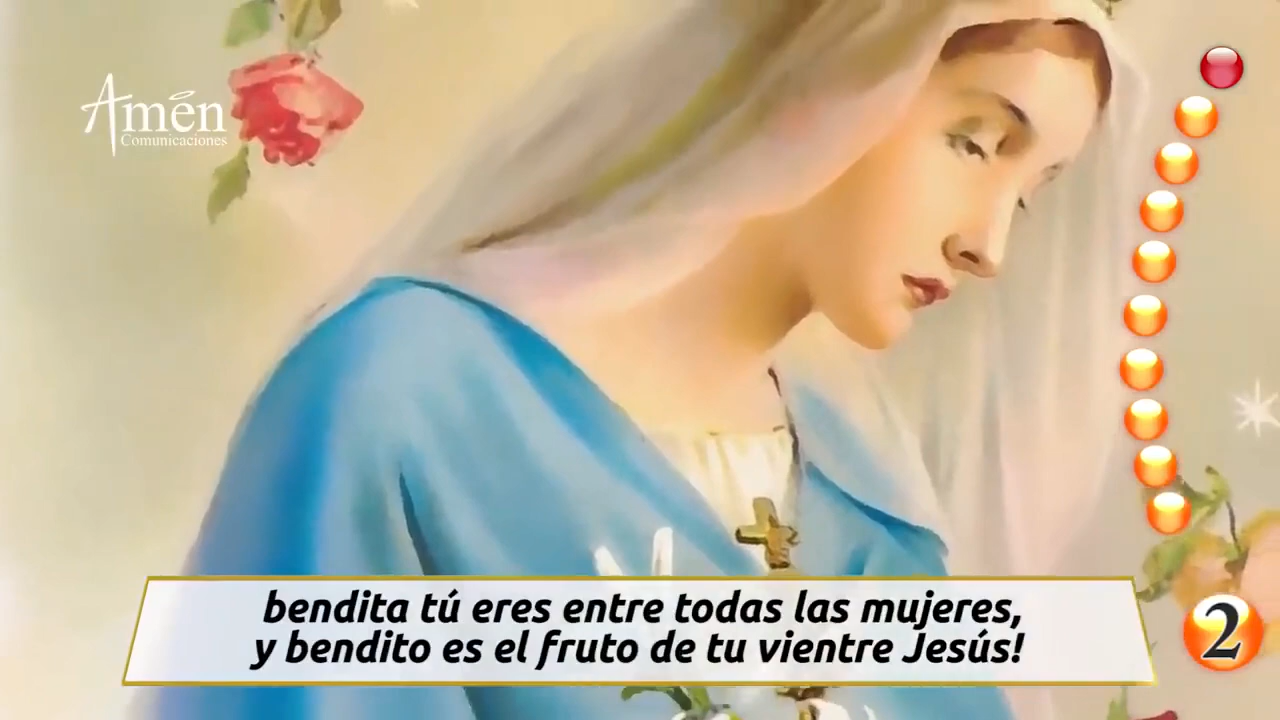 Amén
Comunicaciones
bendita tú eres entre todas las mujeres,
y bendito es el fruto de tu vientre Jesús!
2